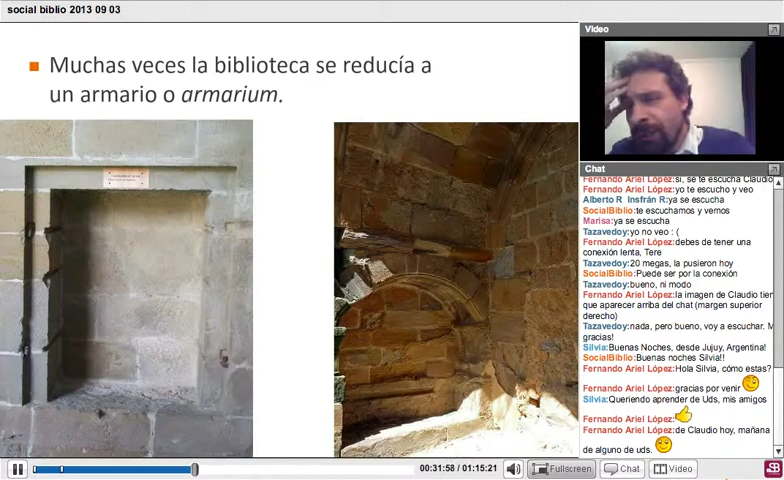 social biblio 2013 09 03
Muchas veces la biblioteca se reducía a
un armario o armarium.
Video
Chat
Fernando Ariel López:si, se te escucha Claudio
Fernando Ariel López:yo te escucho y veo
Alberto R Insfrán R:ya se escucha
SocialBiblio:te escuchamos y vemos
Marisa:ya se escucha
Tazavedoy:yo no veo : (
Fernando Ariel López:debes de tener una
conexión lenta, Tere
Tazavedoy:20 megas, la pusieron hoy
SocialBiblio:Puede ser por la conexión
Tazavedoy:bueno, ni modo
Fernando Ariel López:la imagen de Claudio tien
que aparecer arriba del chat (margen superior
derecho)
Tazavedoy:nada, pero bueno, voy a escuchar. M
gracias!
Silvia:Buenas Noches, desde Jujuy, Argentina!
SocialBiblio:Buenas noches Silvia!!
Fernando Ariel López:Hola Silvia, cómo estas?
Fernando Ariel López:gracias por venir
Silvia:Queriendo aprender de Uds, mis amigos
Fernando Ariel López:
Fernando Ariel López:de Claudio hoy, mañana
de alguno de uds.
00:31:58 / 01:15:21
Fullscreen
Chat
Video
SB